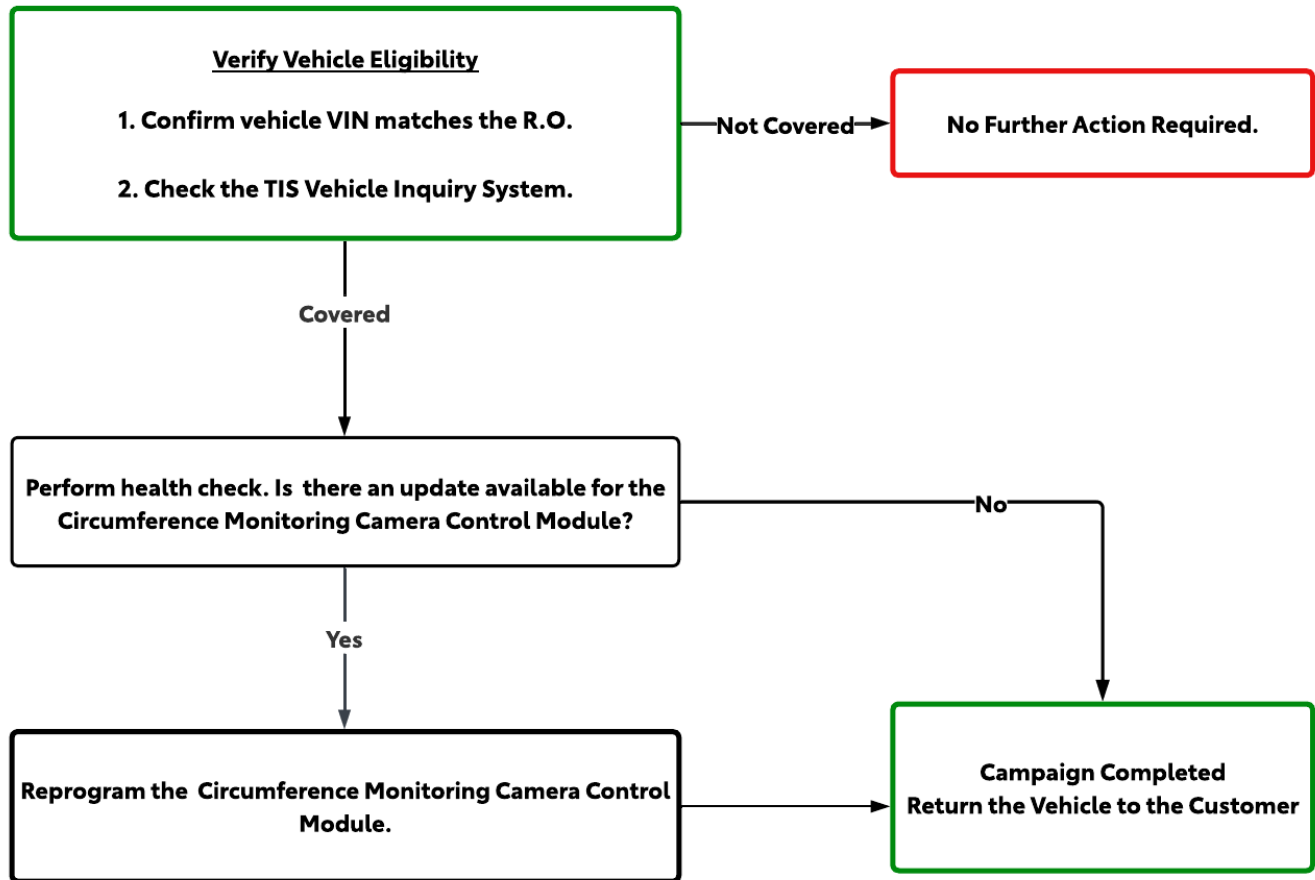 Verify Vehicle Eligibility
1. Confirm vehicle VIN matches the R.O.
2. Check the TIS Vehicle Inquiry System.
Not Covered
No Further Action Required.
Covered
Perform health check. Is  there an update available for the
Circumference Monitoring Camera Control Module?
No
Yes
Reprogram the  Circumference Monitoring Camera Control
Module.
Campaign Completed
Return the Vehicle to the Customer